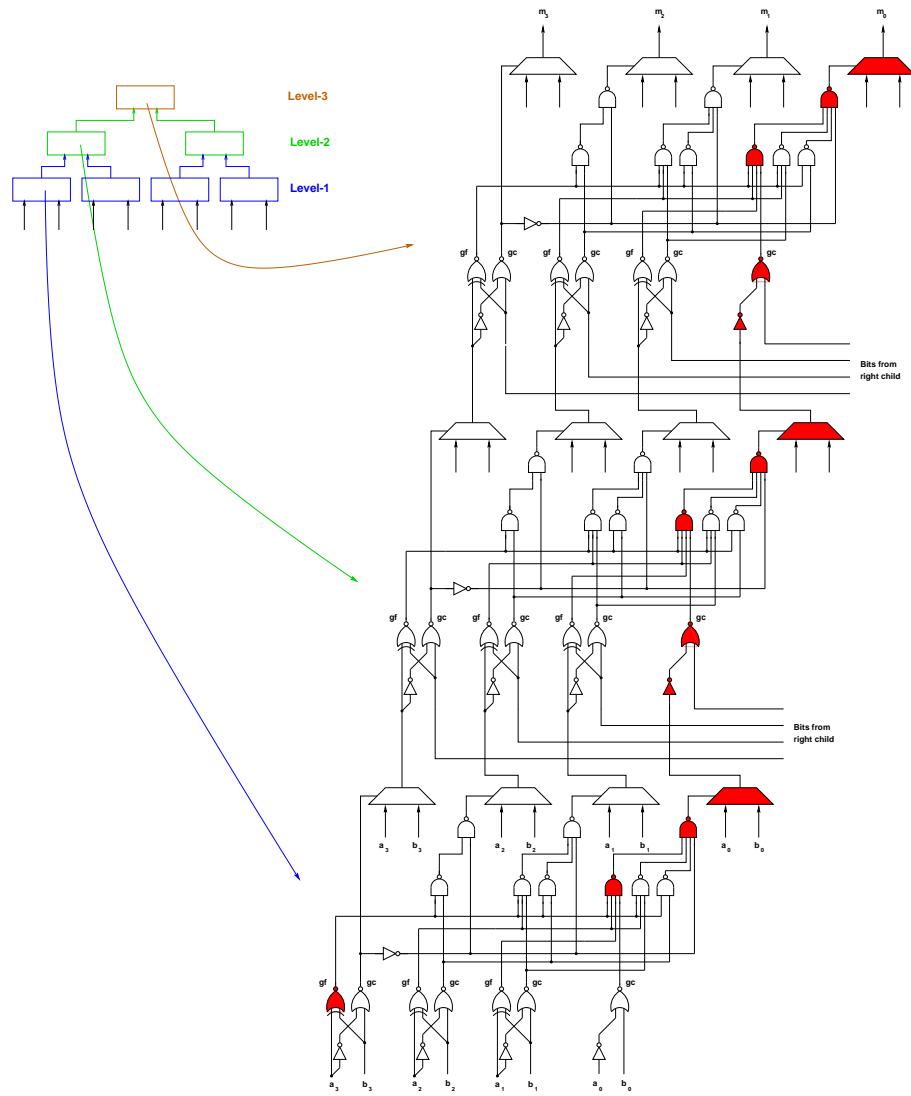 m3 m2 m1 m0
Level-3
Level-2
Level-1
gf gc gf gc gf gc gc
Bits from
right child
gf gc gf gc gf gc gc
Bits from
right child
a3 b3 a2 b2 a1 b1 a0 b0
gf gc gf gc gf gc gc
a3 b3 a2 b2 a1 b1 a0 b0